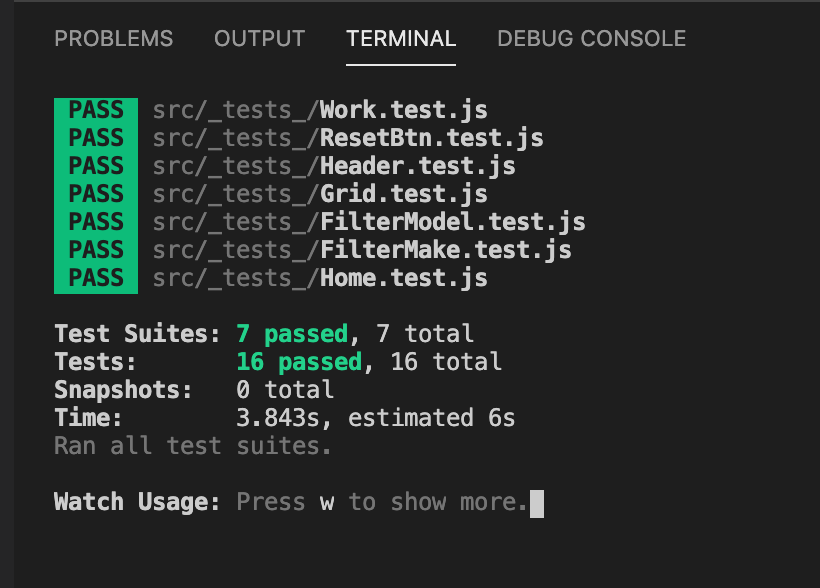 PROBLEMS OUTPUT TERMINAL DEBUG CONSOLE
PASS src/_tests_/Work.test.js
PASS src/_tests_/ResetBtn.test.js
PASS src/_tests_/Header.test.js
PASS src/_tests_/Grid.test.js
PASS src/_tests_/FilterModel.test.js
PASS src/_tests_/FilterMake.test.js
PASS src/_tests_/Home.test.js
Test Suites: 7 passed, 7 total
Tests: 16 passed, 16 total
Snapshots: 0 total
Time: 3.843s, estimated 6s
Ran all test suites.
Watch Usage: Press w to show more.